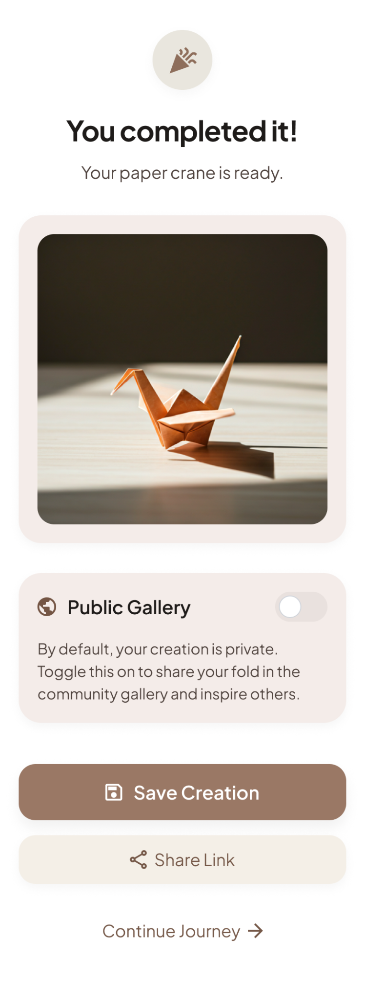 You completed it!
Your paper crane is ready.
Public Gallery
By default, your creation is private.
Toggle this on to share your fold in the
community gallery and inspire others.
Save Creation
Share Link
Continue Journey